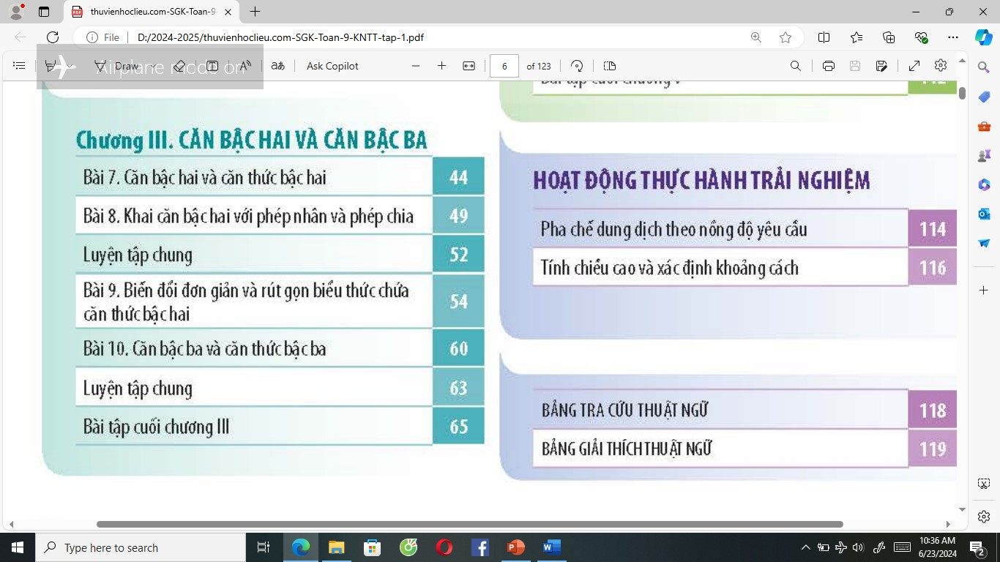 thuvienhoclieu.com-SGK-Toan-9-
File
D:/2024-2025/thuvienhoclieu.com-SGK-Toan-9-KNTT-tap-1.pdf
Airplane mode on
Draw
Ask Copilot
6
of 123
Chương III. CĂN BẬC HAI VÀ CĂN BẬC BA
Bài 7. Căn bậc hai và căn thức bậc hai 44
Bài 8. Khai căn bậc hai với phép nhân và phép chia 49
Luyện tập chung 52
Bài 9. Biến đổi đơn giản và rút gọn biểu thức chứa
căn thức bậc hai 54
Bài 10. Căn bậc ba và căn thức bậc ba 60
Luyện tập chung 63
Bài tập cuối chương III 65
HOẠT ĐỘNG THỰC HÀNH TRẢI NGHIỆM
Pha chế dung dịch theo nồng độ yêu cầu 114
Tính chiều cao và xác định khoảng cách 116
BẢNG TRA CỨU THUẬT NGỮ 118
BẢNG GIẢI THÍCH THUẬT NGỮ 119
Type here to search
10:36 AM
6/23/2024
2